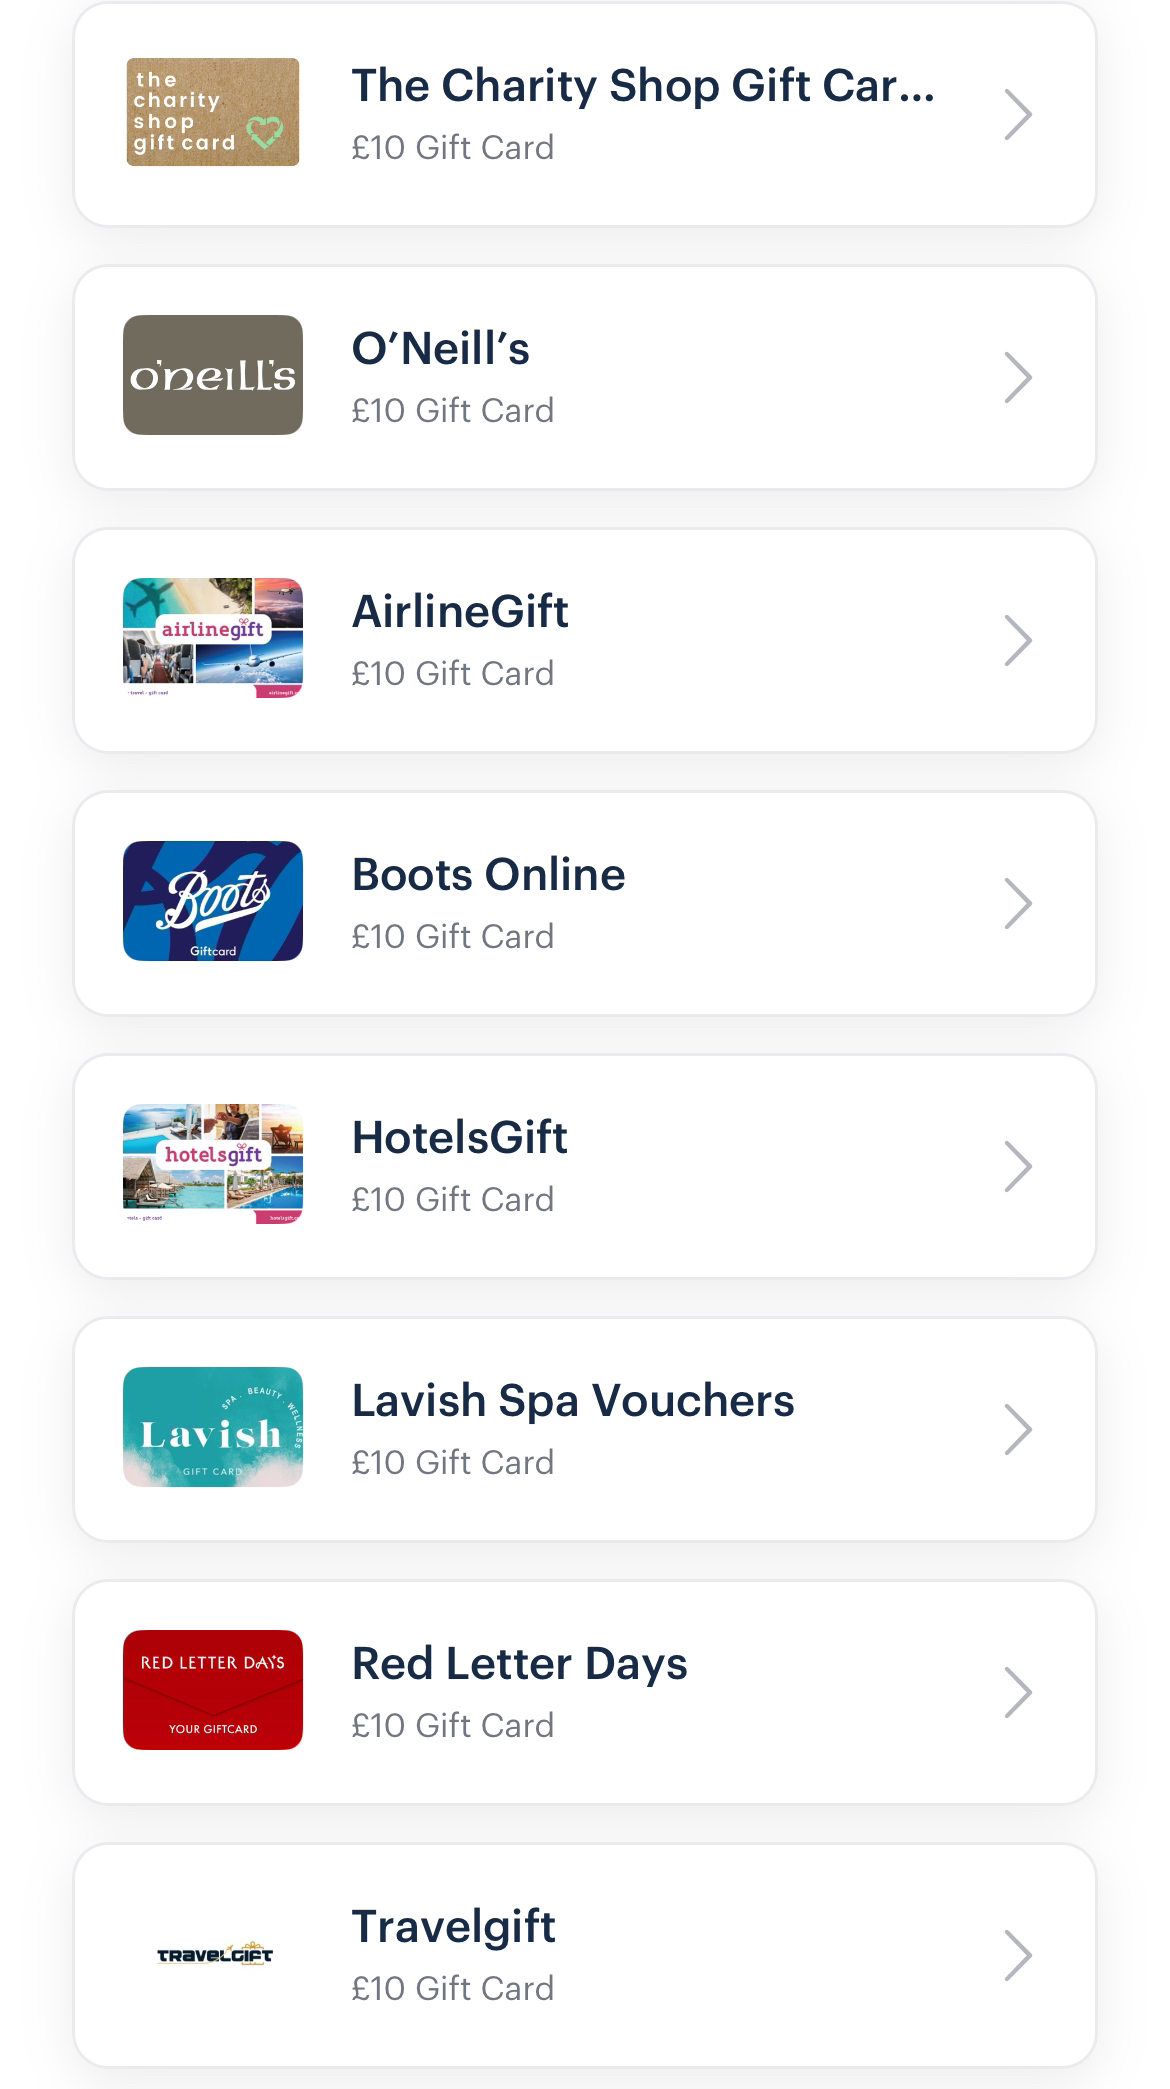 the
charity
shop
gift card
The Charity Shop Gift Car...
£10 Gift Card
o'neill's
O’Neill’s
£10 Gift Card
airlinegift
travel - gift card
AirlineGift
£10 Gift Card
Boots
Giftcard
Boots Online
£10 Gift Card
hotelsgift
HotelsGift
£10 Gift Card
SPA · BEAUTY · WELLNESS
Lavish
GIFT CARD
Lavish Spa Vouchers
£10 Gift Card
RED LETTER DAYS
YOUR GIFTCARD
Red Letter Days
£10 Gift Card
TRAVELGIFT
Travelgift
£10 Gift Card